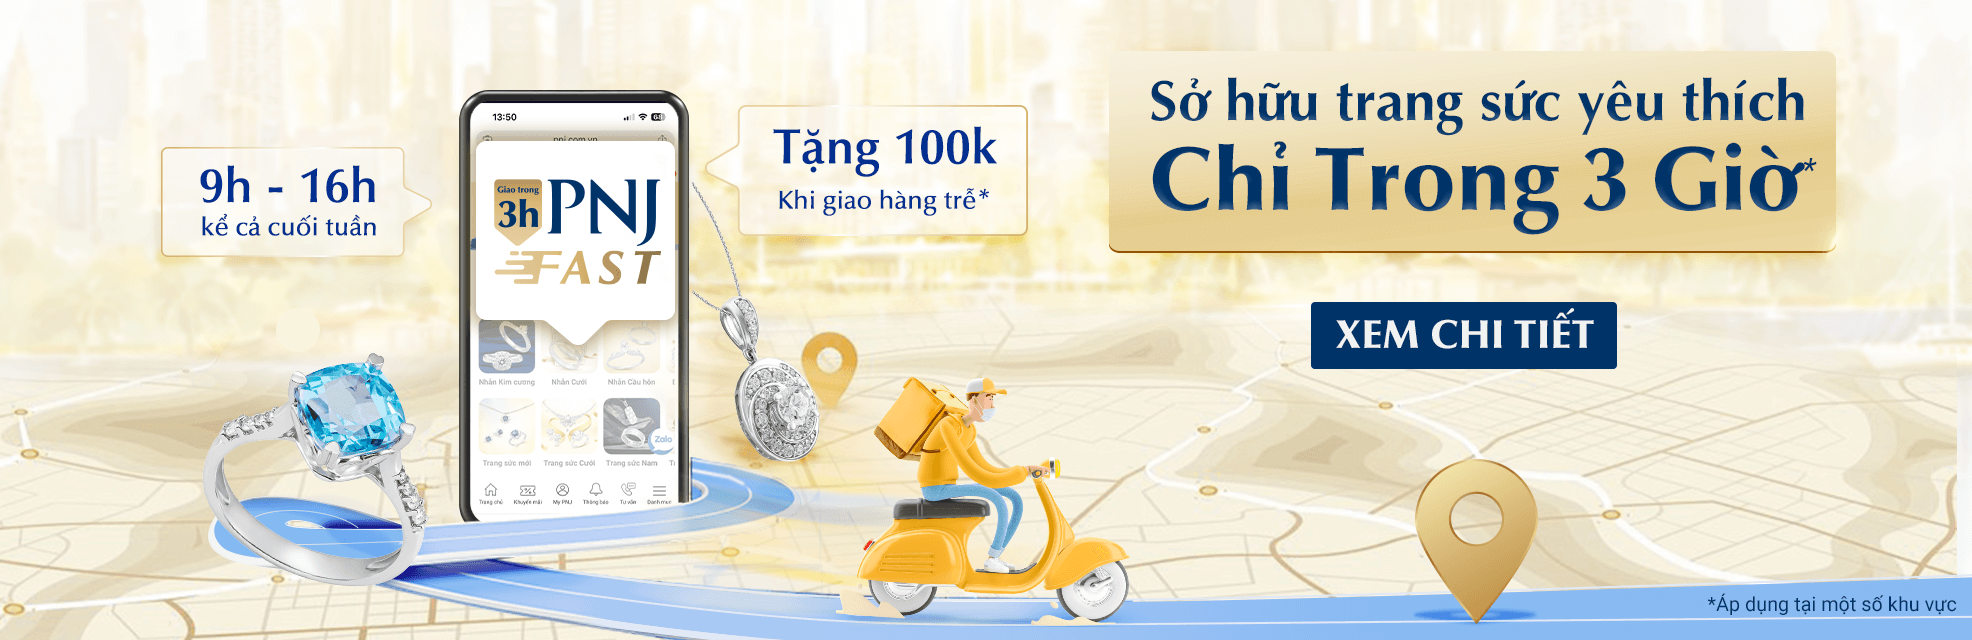 9h - 16h
kể cả cuối tuần
13:50
64
pnj.com.vn
Giao trong
3h
PNJ
FAST
Nhẫn Kim cương
Nhẫn Cưới
Nhẫn Cầu hôn
Zalo
Trang sức mới
Trang sức Cưới
Trang sức Nam
Trang chủ
Khuyến mãi
My PNJ
Thông báo
Tư vấn
Danh mục
Tặng 100k
Khi giao hàng trễ*
Sở hữu trang sức yêu thích
Chỉ Trong 3 Giờ*
XEM CHI TIẾT
*Áp dụng tại một số khu vực